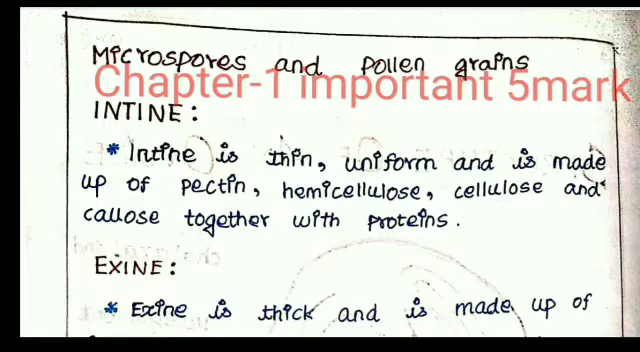 Microspores and pollen grains
Chapter-1 important 5mark
INTINE:
* Intine is thin, uniform and is made
up of pectin, hemicellulose, cellulose and
callose together with proteins.
EXINE:
* Exine is thick and is made up of